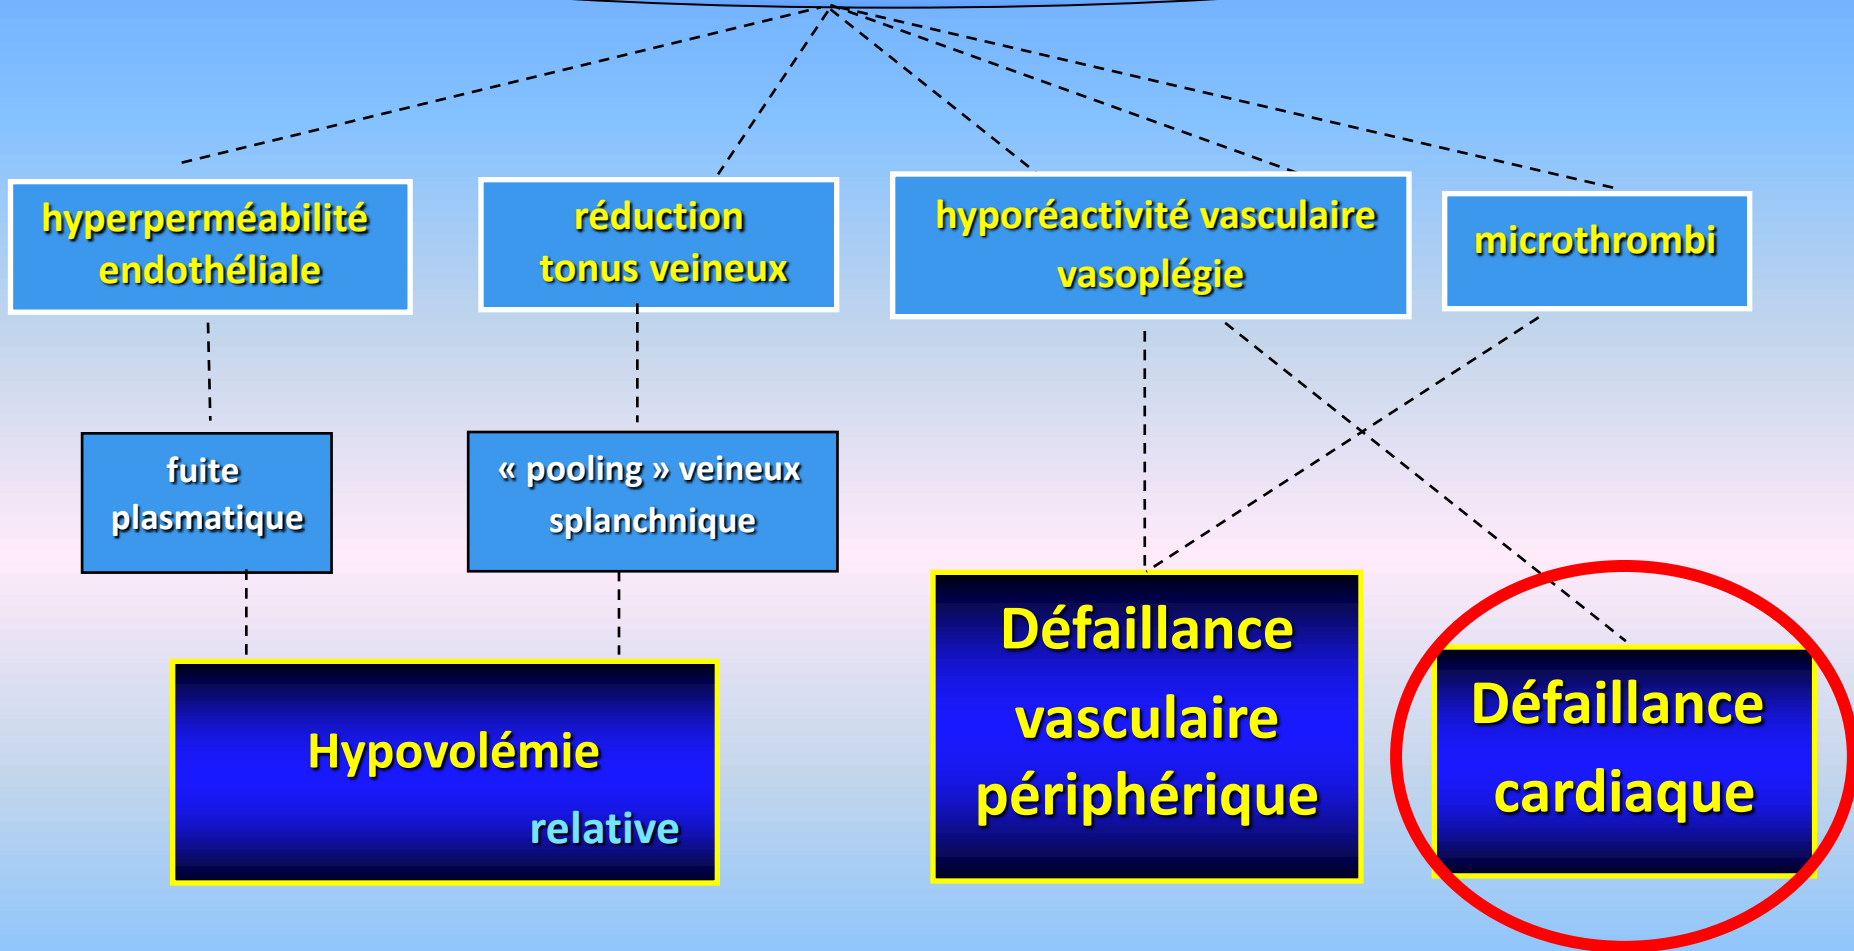 hyperperméabilité
endothéliale
réduction
tonus veineux
hyporéactivité vasculaire
vasoplégie
microthrombi
fuite
plasmatique
« pooling » veineux
splanchnique
Hypovolémie
relative
Défaillance
vasculaire
périphérique
Défaillance
cardiaque